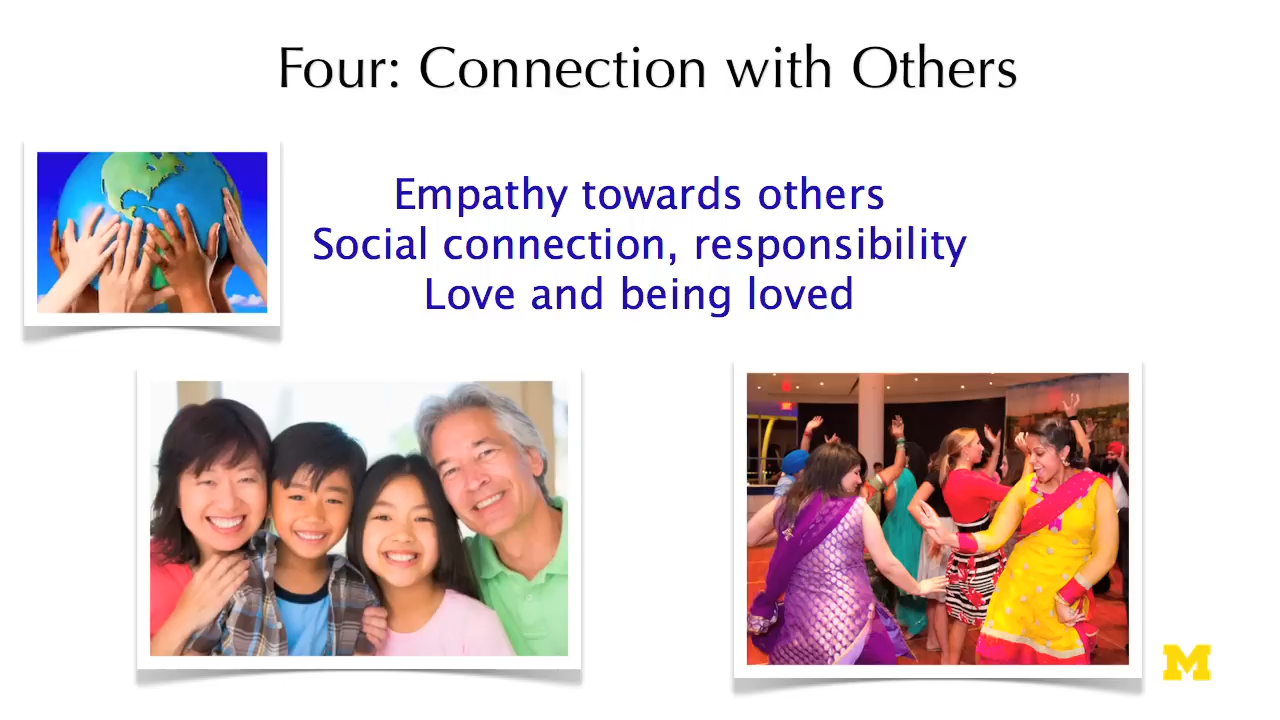 Four: Connection with Others
Empathy towards others
Social connection, responsibility
Love and being loved
M